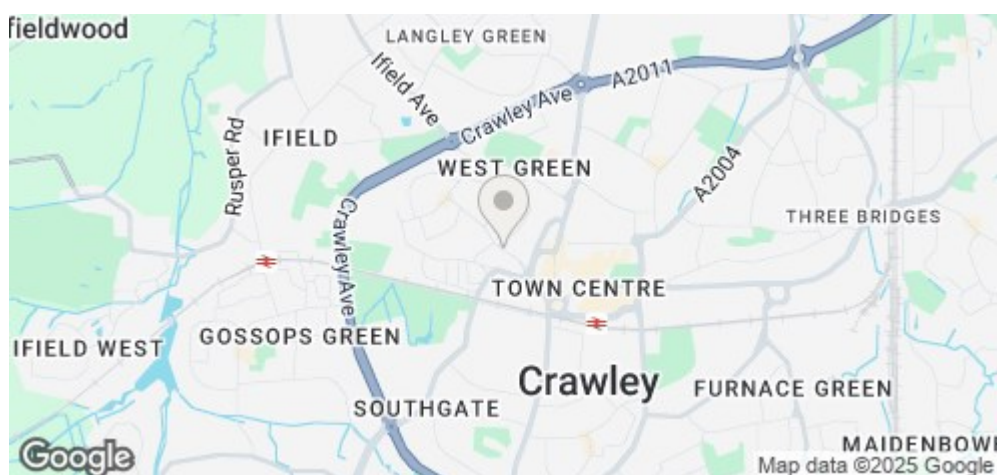 fieldwood
LANGLEY GREEN
Ifield Ave
Crawley Ave
A2011
Rusper Rd
IFIELD
WEST GREEN
A2004
THREE BRIDGES
Crawley Ave
TOWN CENTRE
GOSSOPS GREEN
IFIELD WEST
Crawley
FURNACE GREEN
SOUTHGATE
MAIDENBOWE
Google
Map data ©2025 Google